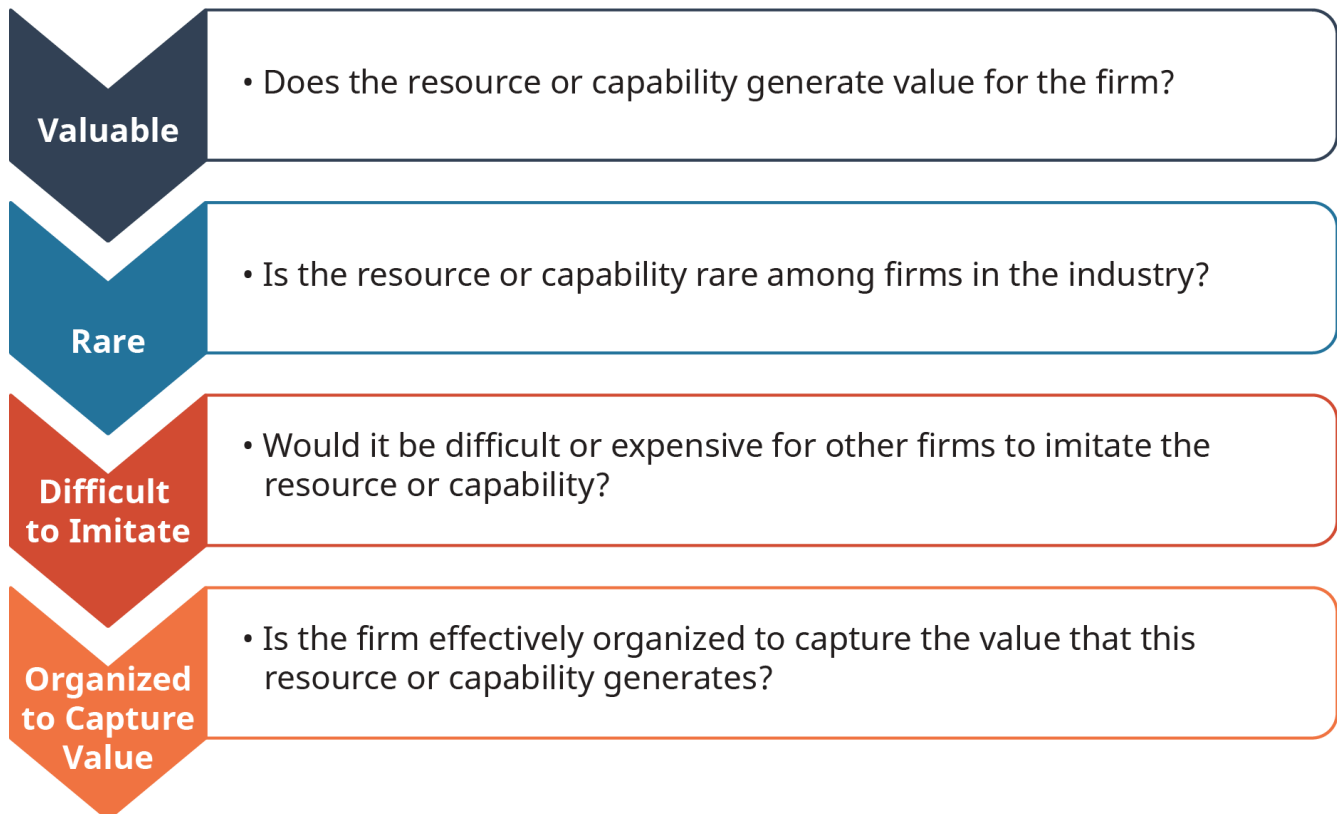 Valuable
• Does the resource or capability generate value for the firm?
Rare
• Is the resource or capability rare among firms in the industry?
Difficult
to Imitate
• Would it be difficult or expensive for other firms to imitate the
resource or capability?
Organized
to Capture
Value
• Is the firm effectively organized to capture the value that this
resource or capability generates?